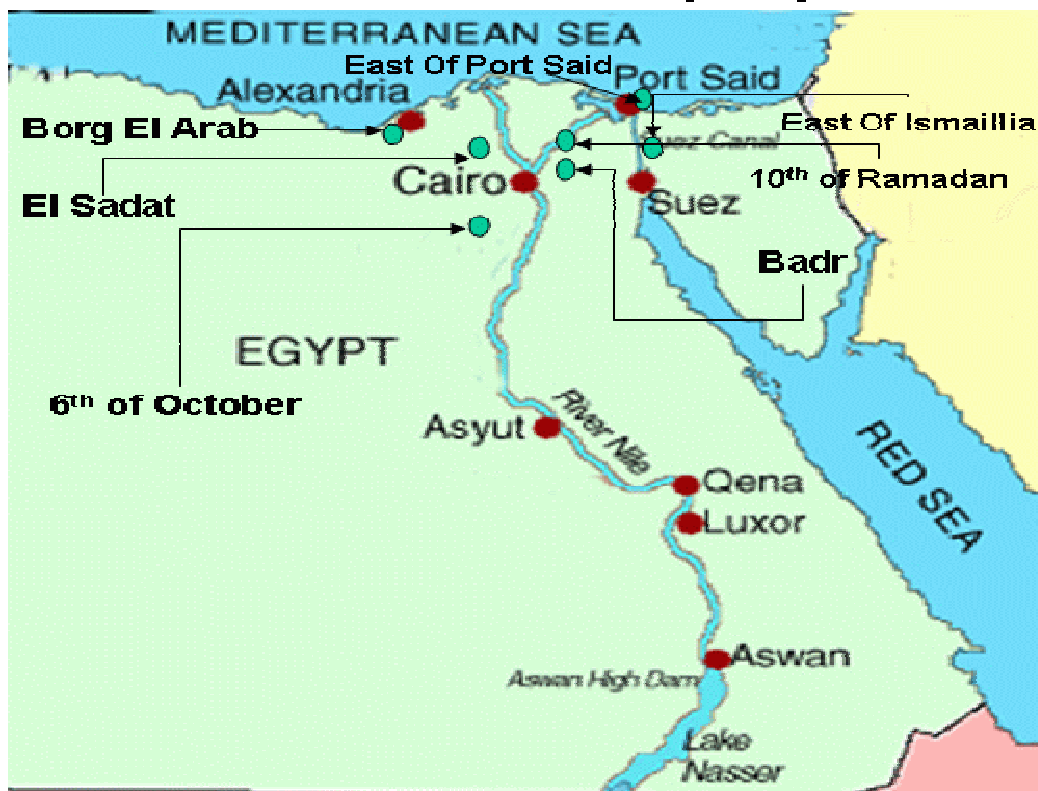 MEDITERRANEAN SEA
East Of Port Said
Port Said
Alexandria
Borg El Arab
East Of Ismaillia
Suez Canal
10th of Ramadan
Cairo
El Sadat
Suez
Badr
EGYPT
6th of October
River Nile
Asyut
RED SEA
Qena
Luxor
Aswan
Aswan High Dam
Lake
Nasser